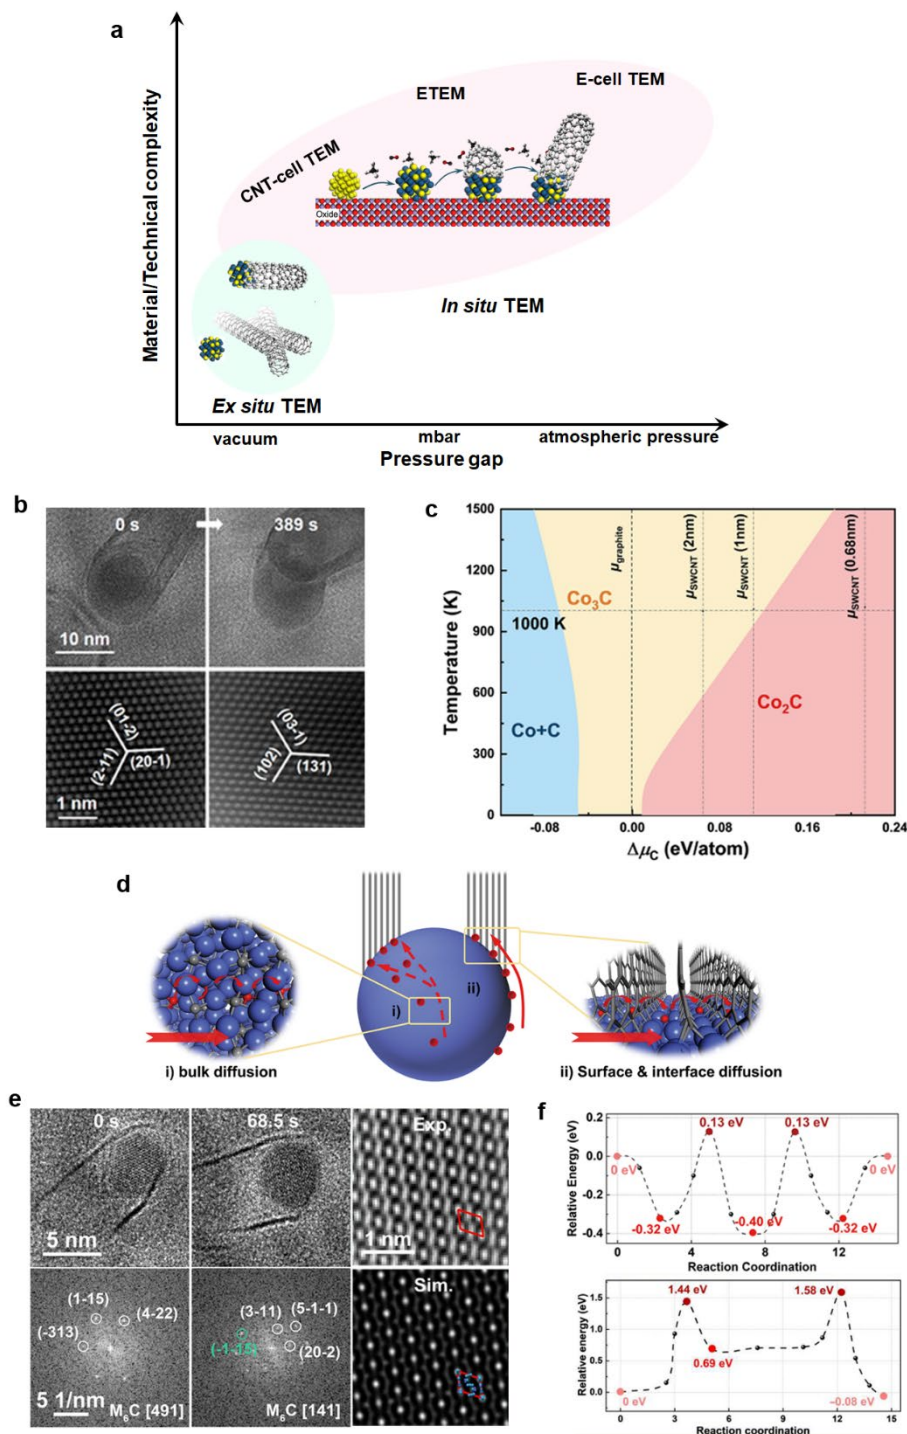 a
Material/Technical complexity
E-cell TEM
ETEM
CNT-cell TEM
Oxide
In situ TEM
Ex situ TEM
vacuum
mbar
atmospheric pressure
Pressure gap
b
0 s
389 s
10 nm
(01-2)
(2-11)
(20-1)
1 nm
(03-1)
(102)
(131)
c
Temperature (K)
1500
1200
900
600
300
0
μgraphite
μSWCNT (2nm)
μSWCNT (1nm)
μSWCNT (0.68nm)
Co₃C
1000 K
Co₂C
Co+C
-0.08
0.00
0.08
0.16
0.24
ΔμC (eV/atom)
d
i)
ii)
i) bulk diffusion
ii) Surface & interface diffusion
e
0 s
68.5 s
Exp.
5 nm
1 nm
(1-15)
(4-22)
(-313)
5 1/nm
M₆C [491]
(3-11)
(5-1-1)
(-1-15)
(20-2)
M₆C [141]
Sim.
f
Relative Energy (eV)
0.2
0.0
-0.2
-0.4
0.13 eV
0.13 eV
0 eV
0 eV
-0.32 eV
-0.40 eV
-0.32 eV
0
4
8
12
Reaction Coordination
Relative energy (eV)
1.5
1.0
0.5
0.0
1.44 eV
1.58 eV
0.69 eV
0 eV
-0.08 eV
0
3
6
9
12
15
Reaction coordination